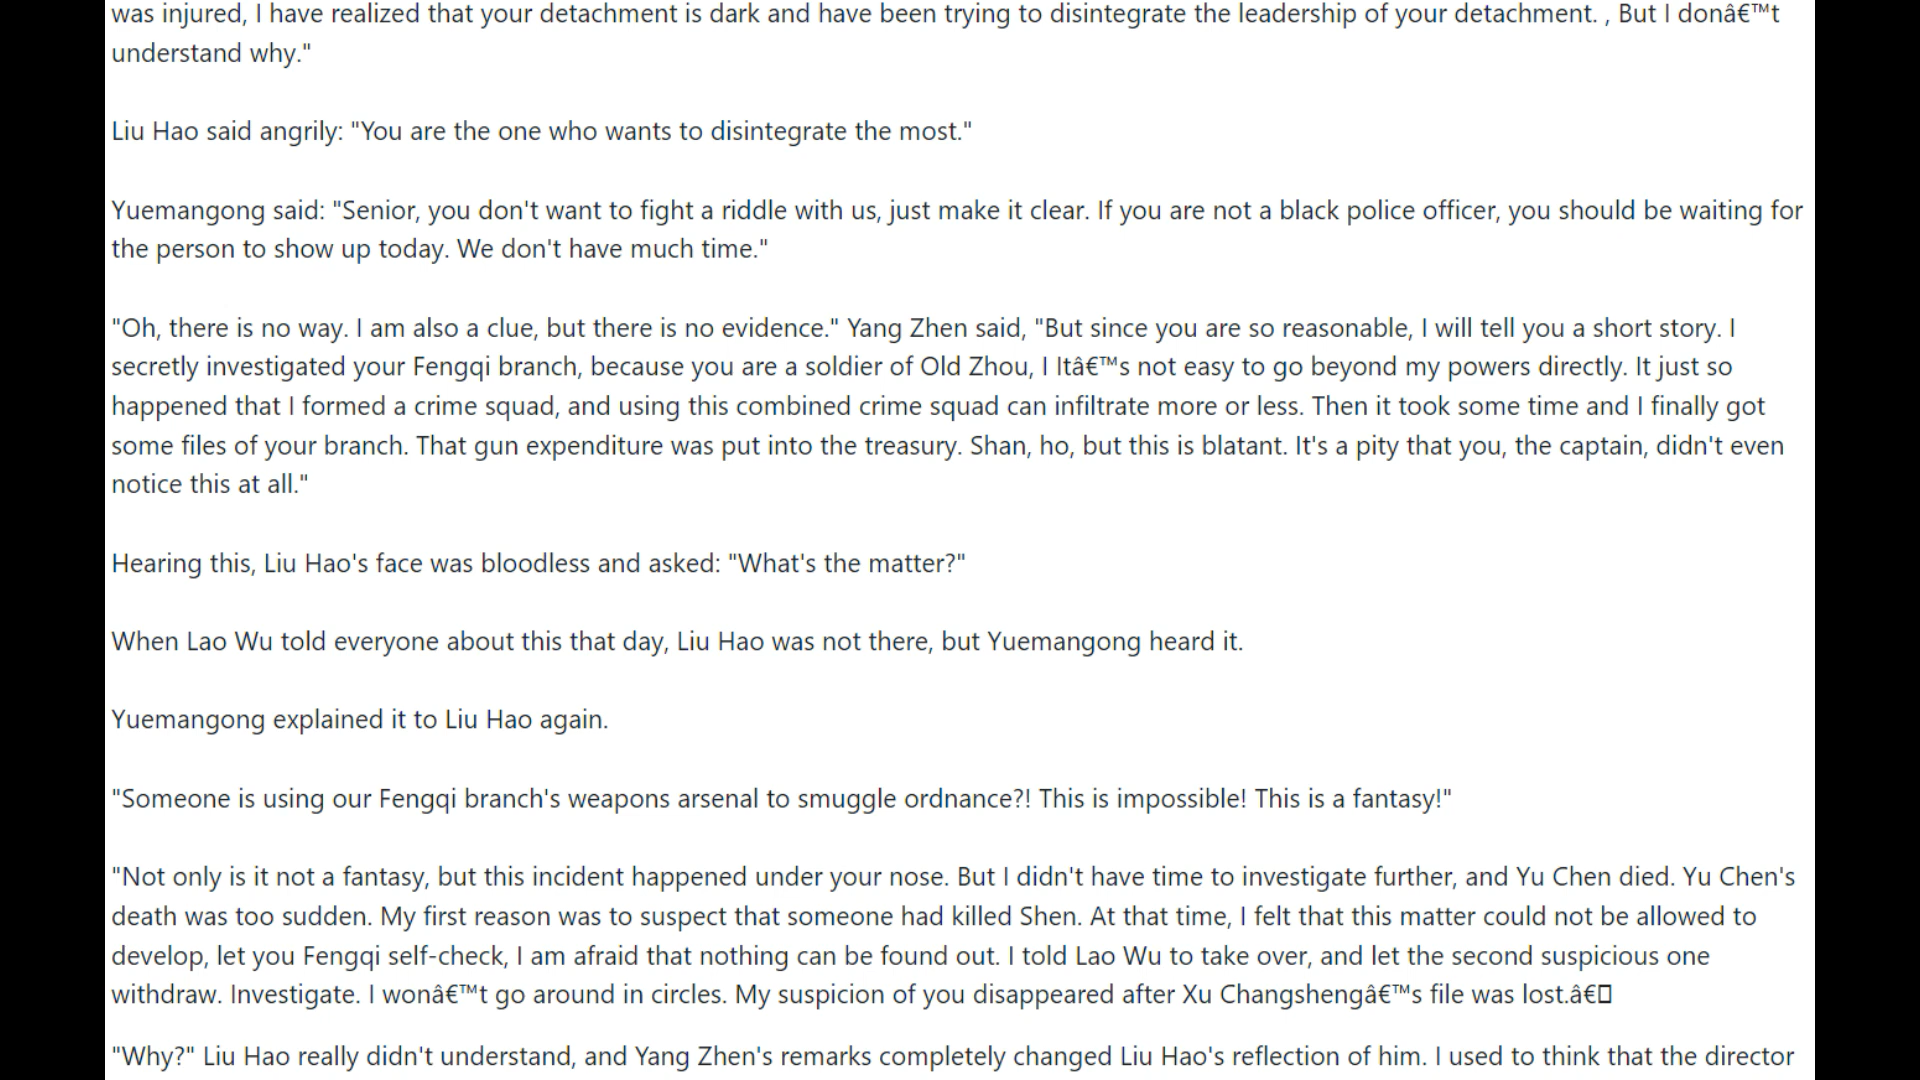 was injured, I have realized that your detachment is dark and have been trying to disintegrate the leadership of your detachment. , But I donâ€™t
understand why."
Liu Hao said angrily: "You are the one who wants to disintegrate the most."
Yuemangong said: "Senior, you don't want to fight a riddle with us, just make it clear. If you are not a black police officer, you should be waiting for
the person to show up today. We don't have much time."
"Oh, there is no way. I am also a clue, but there is no evidence." Yang Zhen said, "But since you are so reasonable, I will tell you a short story. I
secretly investigated your Fengqi branch, because you are a soldier of Old Zhou, I Itâ€™s not easy to go beyond my powers directly. It just so
happened that I formed a crime squad, and using this combined crime squad can infiltrate more or less. Then it took some time and I finally got
some files of your branch. That gun expenditure was put into the treasury. Shan, ho, but this is blatant. It's a pity that you, the captain, didn't even
notice this at all."
Hearing this, Liu Hao's face was bloodless and asked: "What's the matter?"
When Lao Wu told everyone about this that day, Liu Hao was not there, but Yuemangong heard it.
Yuemangong explained it to Liu Hao again.
"Someone is using our Fengqi branch's weapons arsenal to smuggle ordnance?! This is impossible! This is a fantasy!"
"Not only is it not a fantasy, but this incident happened under your nose. But I didn't have time to investigate further, and Yu Chen died. Yu Chen's
death was too sudden. My first reason was to suspect that someone had killed Shen. At that time, I felt that this matter could not be allowed to
develop, let you Fengqi self-check, I am afraid that nothing can be found out. I told Lao Wu to take over, and let the second suspicious one
withdraw. Investigate. I wonâ€™t go around in circles. My suspicion of you disappeared after Xu Changshengâ€™s file was lost.â€□
"Why?" Liu Hao really didn't understand, and Yang Zhen's remarks completely changed Liu Hao's reflection of him. I used to think that the director